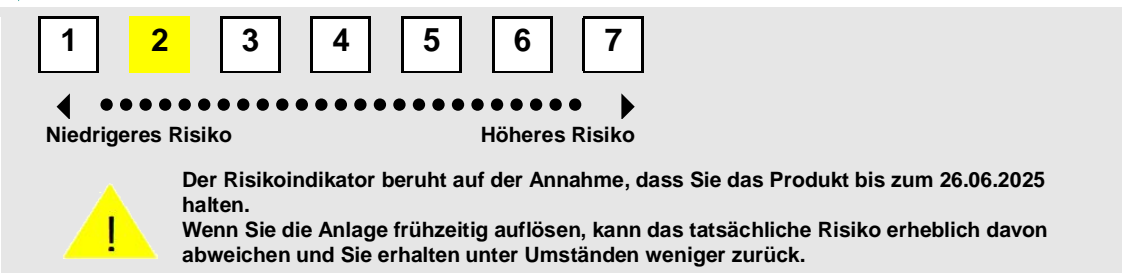 1 2 3 4 5 6 7
Niedrigeres Risiko Höheres Risiko
Der Risikoindikator beruht auf der Annahme, dass Sie das Produkt bis zum 26.06.2025
halten.
Wenn Sie die Anlage frühzeitig auflösen, kann das tatsächliche Risiko erheblich davon
! abweichen und Sie erhalten unter Umständen weniger zurück.